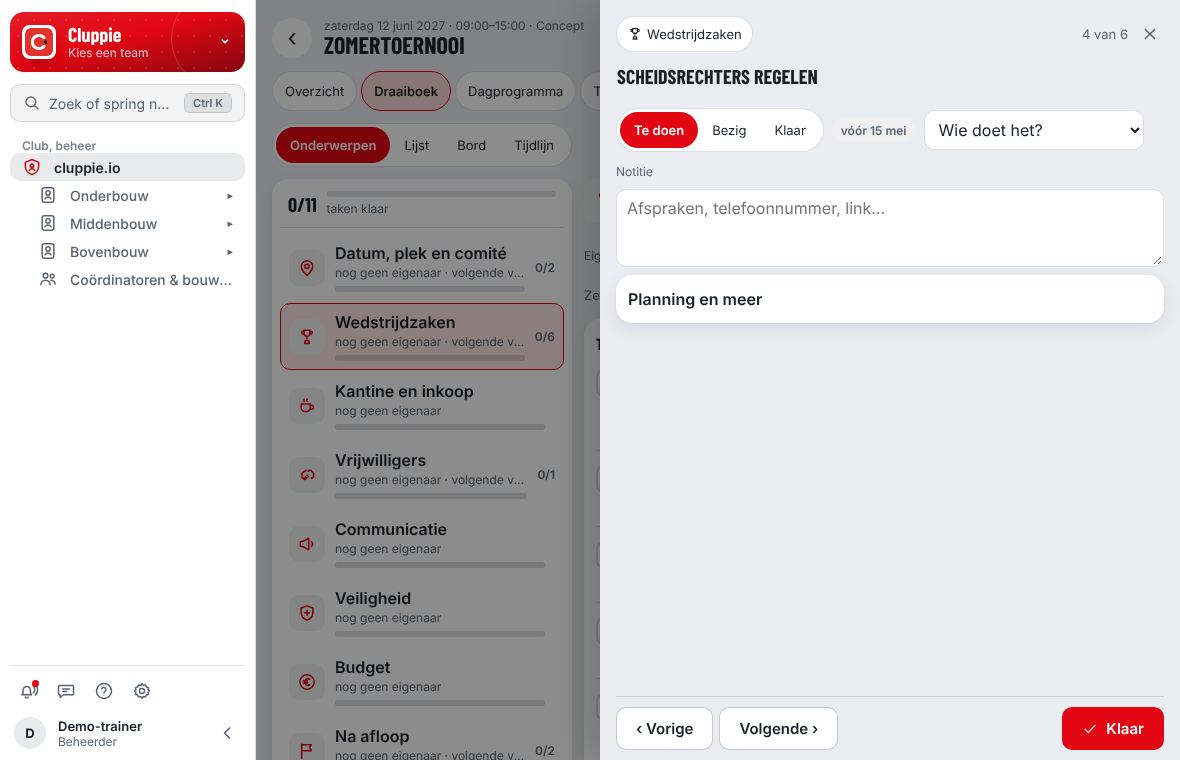 Cluppie
Kies een team
Zoek of spring n... Ctrl K
Club, beheer
cluppie.io
Onderbouw
Middenbouw
Bovenbouw
Coördinatoren & bouw...
D
Demo-trainer
Beheerder
zaterdag 12 juni 2027 · 09:00–15:00 · Concept
ZOMERTOERNOOI
Overzicht Draaiboek Dagprogramma
Onderwerpen Lijst Bord Tijdlijn
0/11 taken klaar
Datum, plek en comité
nog geen eigenaar · volgende v... 0/2
Wedstrijdzaken
nog geen eigenaar · volgende v... 0/6
Kantine en inkoop
nog geen eigenaar
Vrijwilligers
nog geen eigenaar · volgende v... 0/1
Communicatie
nog geen eigenaar
Veiligheid
nog geen eigenaar
Budget
nog geen eigenaar
Na afloop
nog geen eigenaar · volgende v... 0/2
Wedstrijdzaken 4 van 6
SCHEIDSRECHTERS REGELEN
Te doen Bezig Klaar vóór 15 mei Wie doet het?
Notitie
Afspraken, telefoonnummer, link...
Planning en meer
‹ Vorige Volgende › Klaar